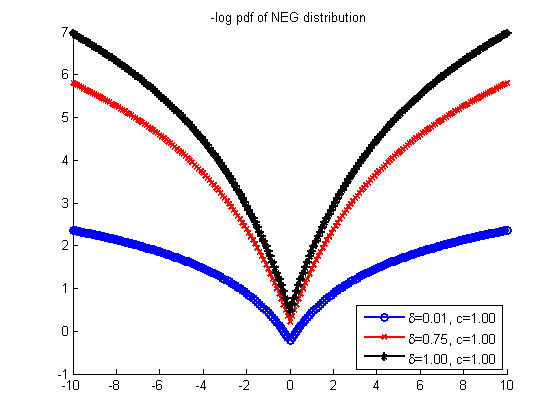 -log pdf of NEG distribution
7
6
5
4
3
2
1
0
-1
-10 -8 -6 -4 -2 0 2 4 6 8 10
δ=0.01, c=1.00
δ=0.75, c=1.00
δ=1.00, c=1.00